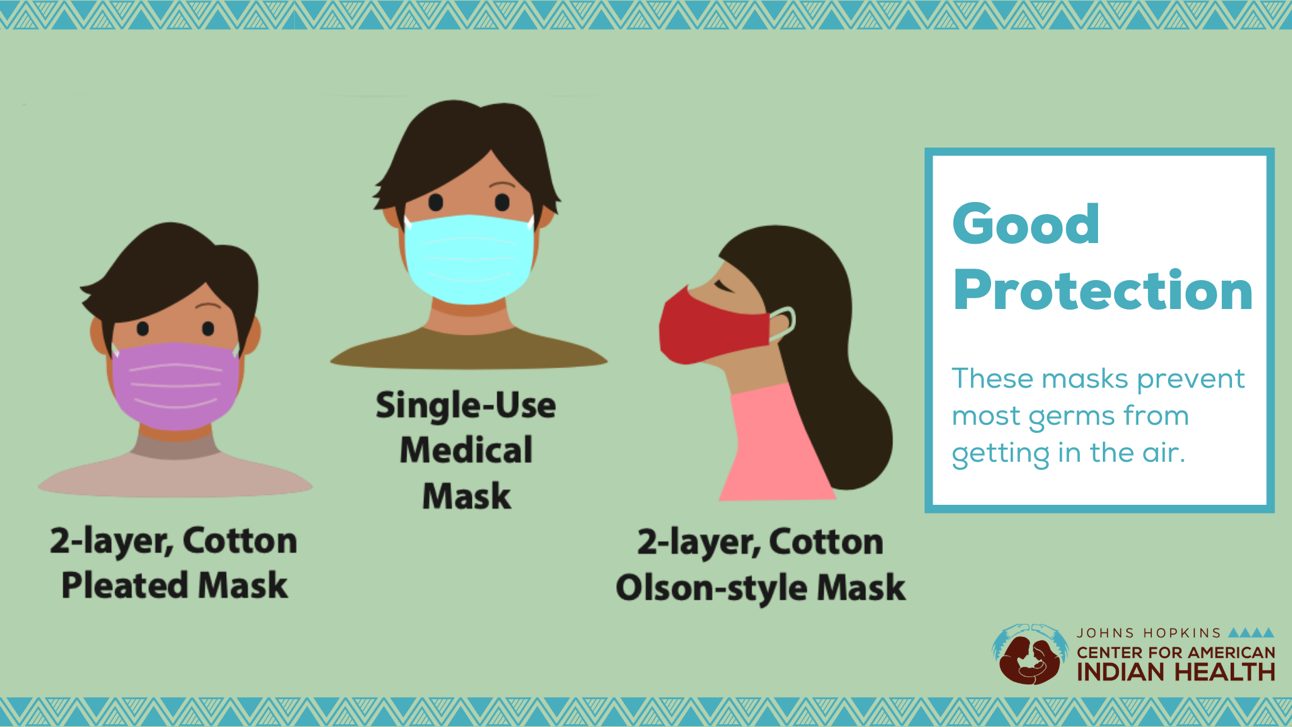 Single-Use
Medical
Mask
2-layer, Cotton
Pleated Mask
2-layer, Cotton
Olson-style Mask
Good
Protection
These masks prevent
most germs from
getting in the air.
JOHNS HOPKINS
CENTER FOR AMERICAN
INDIAN HEALTH